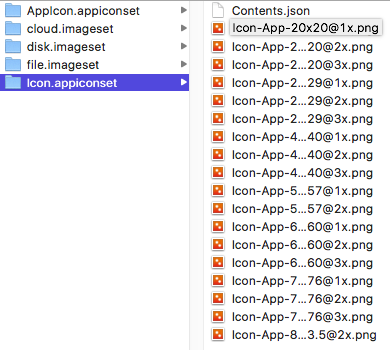 AppIcon.appiconset
cloud.imageset
disk.imageset
file.imageset
Icon.appiconset
Contents.json
Icon-App-20x20@1x.png
Icon-App-2...20@2x.png
Icon-App-2...20@3x.png
Icon-App-2...29@1x.png
Icon-App-2...29@2x.png
Icon-App-2...29@3x.png
Icon-App-4...40@1x.png
Icon-App-4...40@2x.png
Icon-App-4...40@3x.png
Icon-App-5...57@1x.png
Icon-App-5...57@2x.png
Icon-App-6...60@1x.png
Icon-App-6...60@2x.png
Icon-App-6...60@3x.png
Icon-App-7...76@1x.png
Icon-App-7...76@2x.png
Icon-App-7...76@3x.png
Icon-App-8...3.5@2x.png